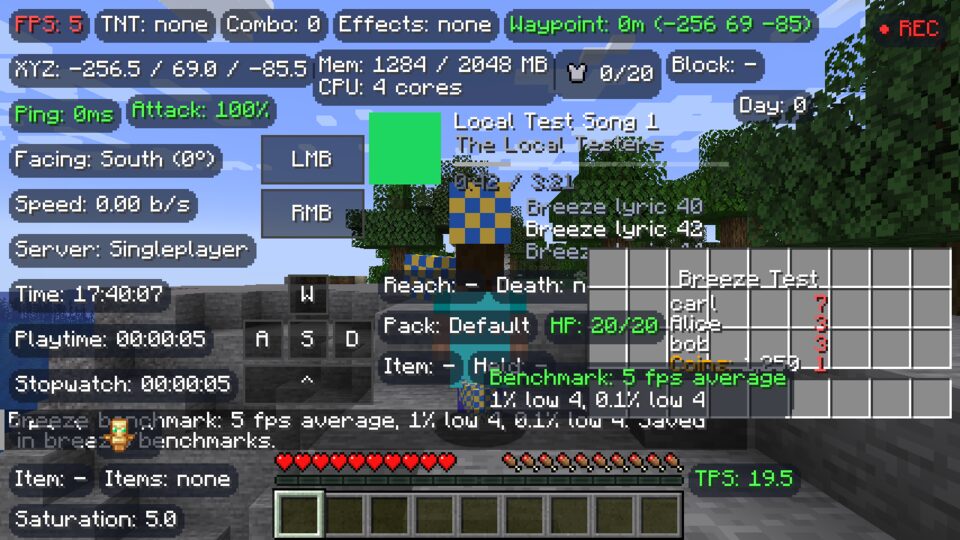 FPS: 5
TNT: none
Combo: 0
Effects: none
Waypoint: 0m (-256 69 -85)
REC
XYZ: -256.5 / 69.0 / -85.5
Mem: 1284 / 2048 MB
CPU: 4 cores
0/20
Block: -
Day: 0
Ping: 0ms
Attack: 100%
Local Test Song 1
The Local Testers
0:42 / 3:21
Facing: South (0°)
LMB
Speed: 0.00 b/s
RMB
Breeze lyric 40
Breeze lyric 42
Breeze
Server: Singleplayer
Time: 17:40:07
W
Reach: -
Death: n
Breeze Test
carl 7
Alice 3
bob 3
Coins: 1,250 1
Playtime: 00:00:05
A
S
D
Pack: Default
HP: 20/20
Stopwatch: 00:00:05
^
Item: -
Benchmark: 5 fps average
1% low 4, 0.1% low 4
Breeze benchmark: 5 fps average, 1% low 4, 0.1% low 4. Saved
in breeze benchmarks.
Item: -
Items: none
TPS: 19.5
Saturation: 5.0